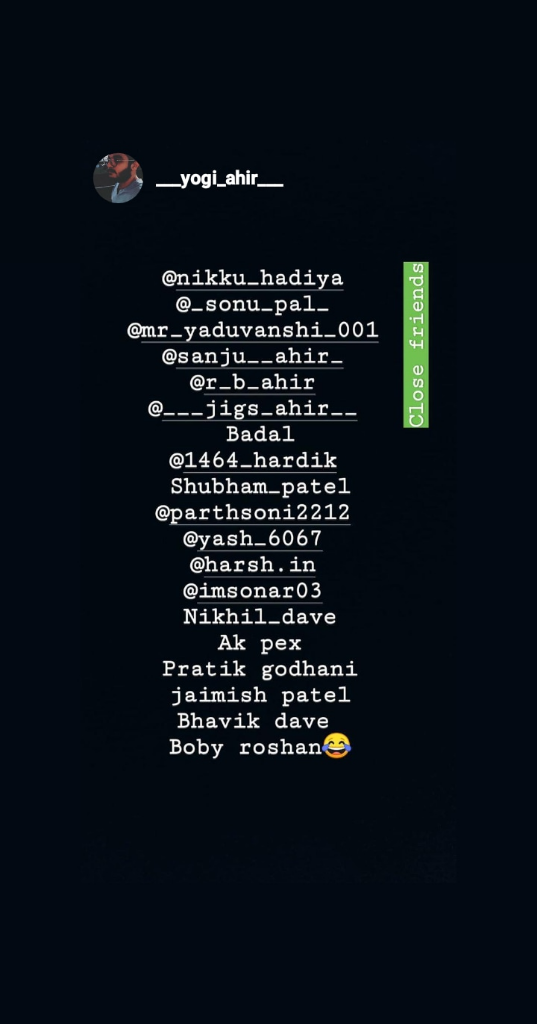 ___yogi_ahir___
@nikku_hadiya
@_sonu_pal_
@mr_yaduvanshi_001
@sanju__ahir_
@r_b_ahir
@___jigs_ahir__
Badal
@1464_hardik
Shubham_patel
@parthsoni2212
@yash_6067
@harsh.in
@imsonar03
Nikhil_dave
Ak pex
Pratik godhani
jaimish patel
Bhavik dave
Boby roshan😂
Close friends